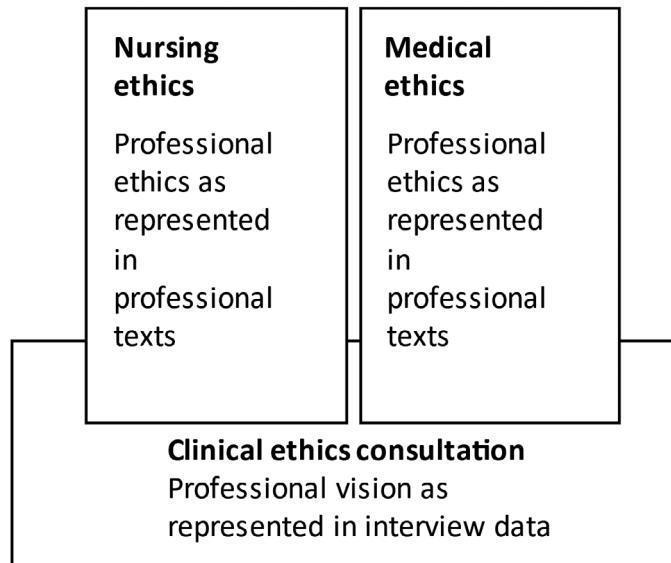 Nursing
ethics
Professional
ethics as
represented
in
professional
texts
Medical
ethics
Professional
ethics as
represented
in
professional
texts
Clinical ethics consultation
Professional vision as
represented in interview data